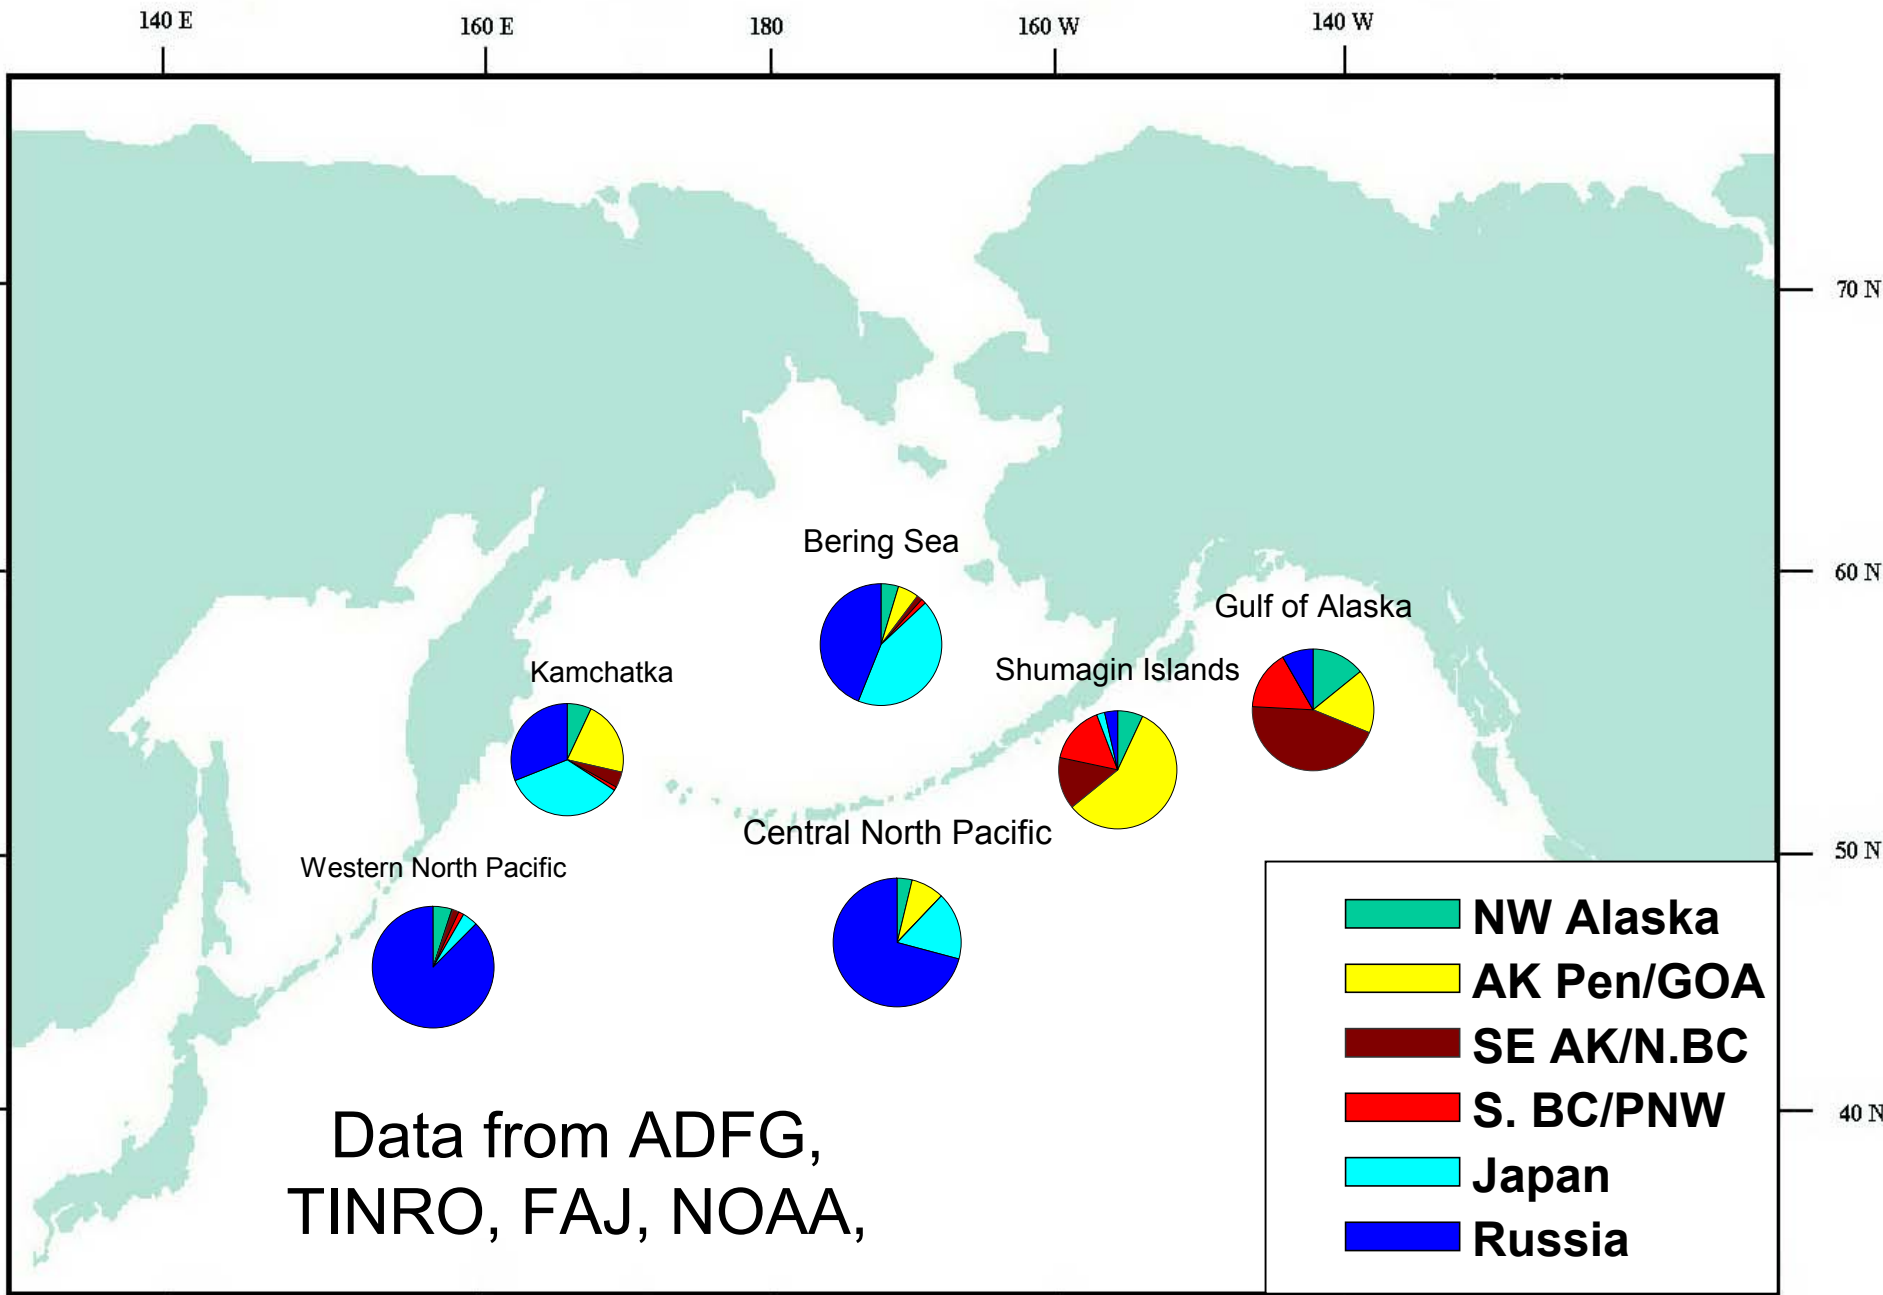 140 E
160 E
180
160 W
140 W
70 N
60 N
50 N
40 N
Bering Sea
Gulf of Alaska
Kamchatka
Shumagin Islands
Central North Pacific
Western North Pacific
NW Alaska
AK Pen/GOA
SE AK/N.BC
S. BC/PNW
Japan
Russia
Data from ADFG,
TINRO, FAJ, NOAA,